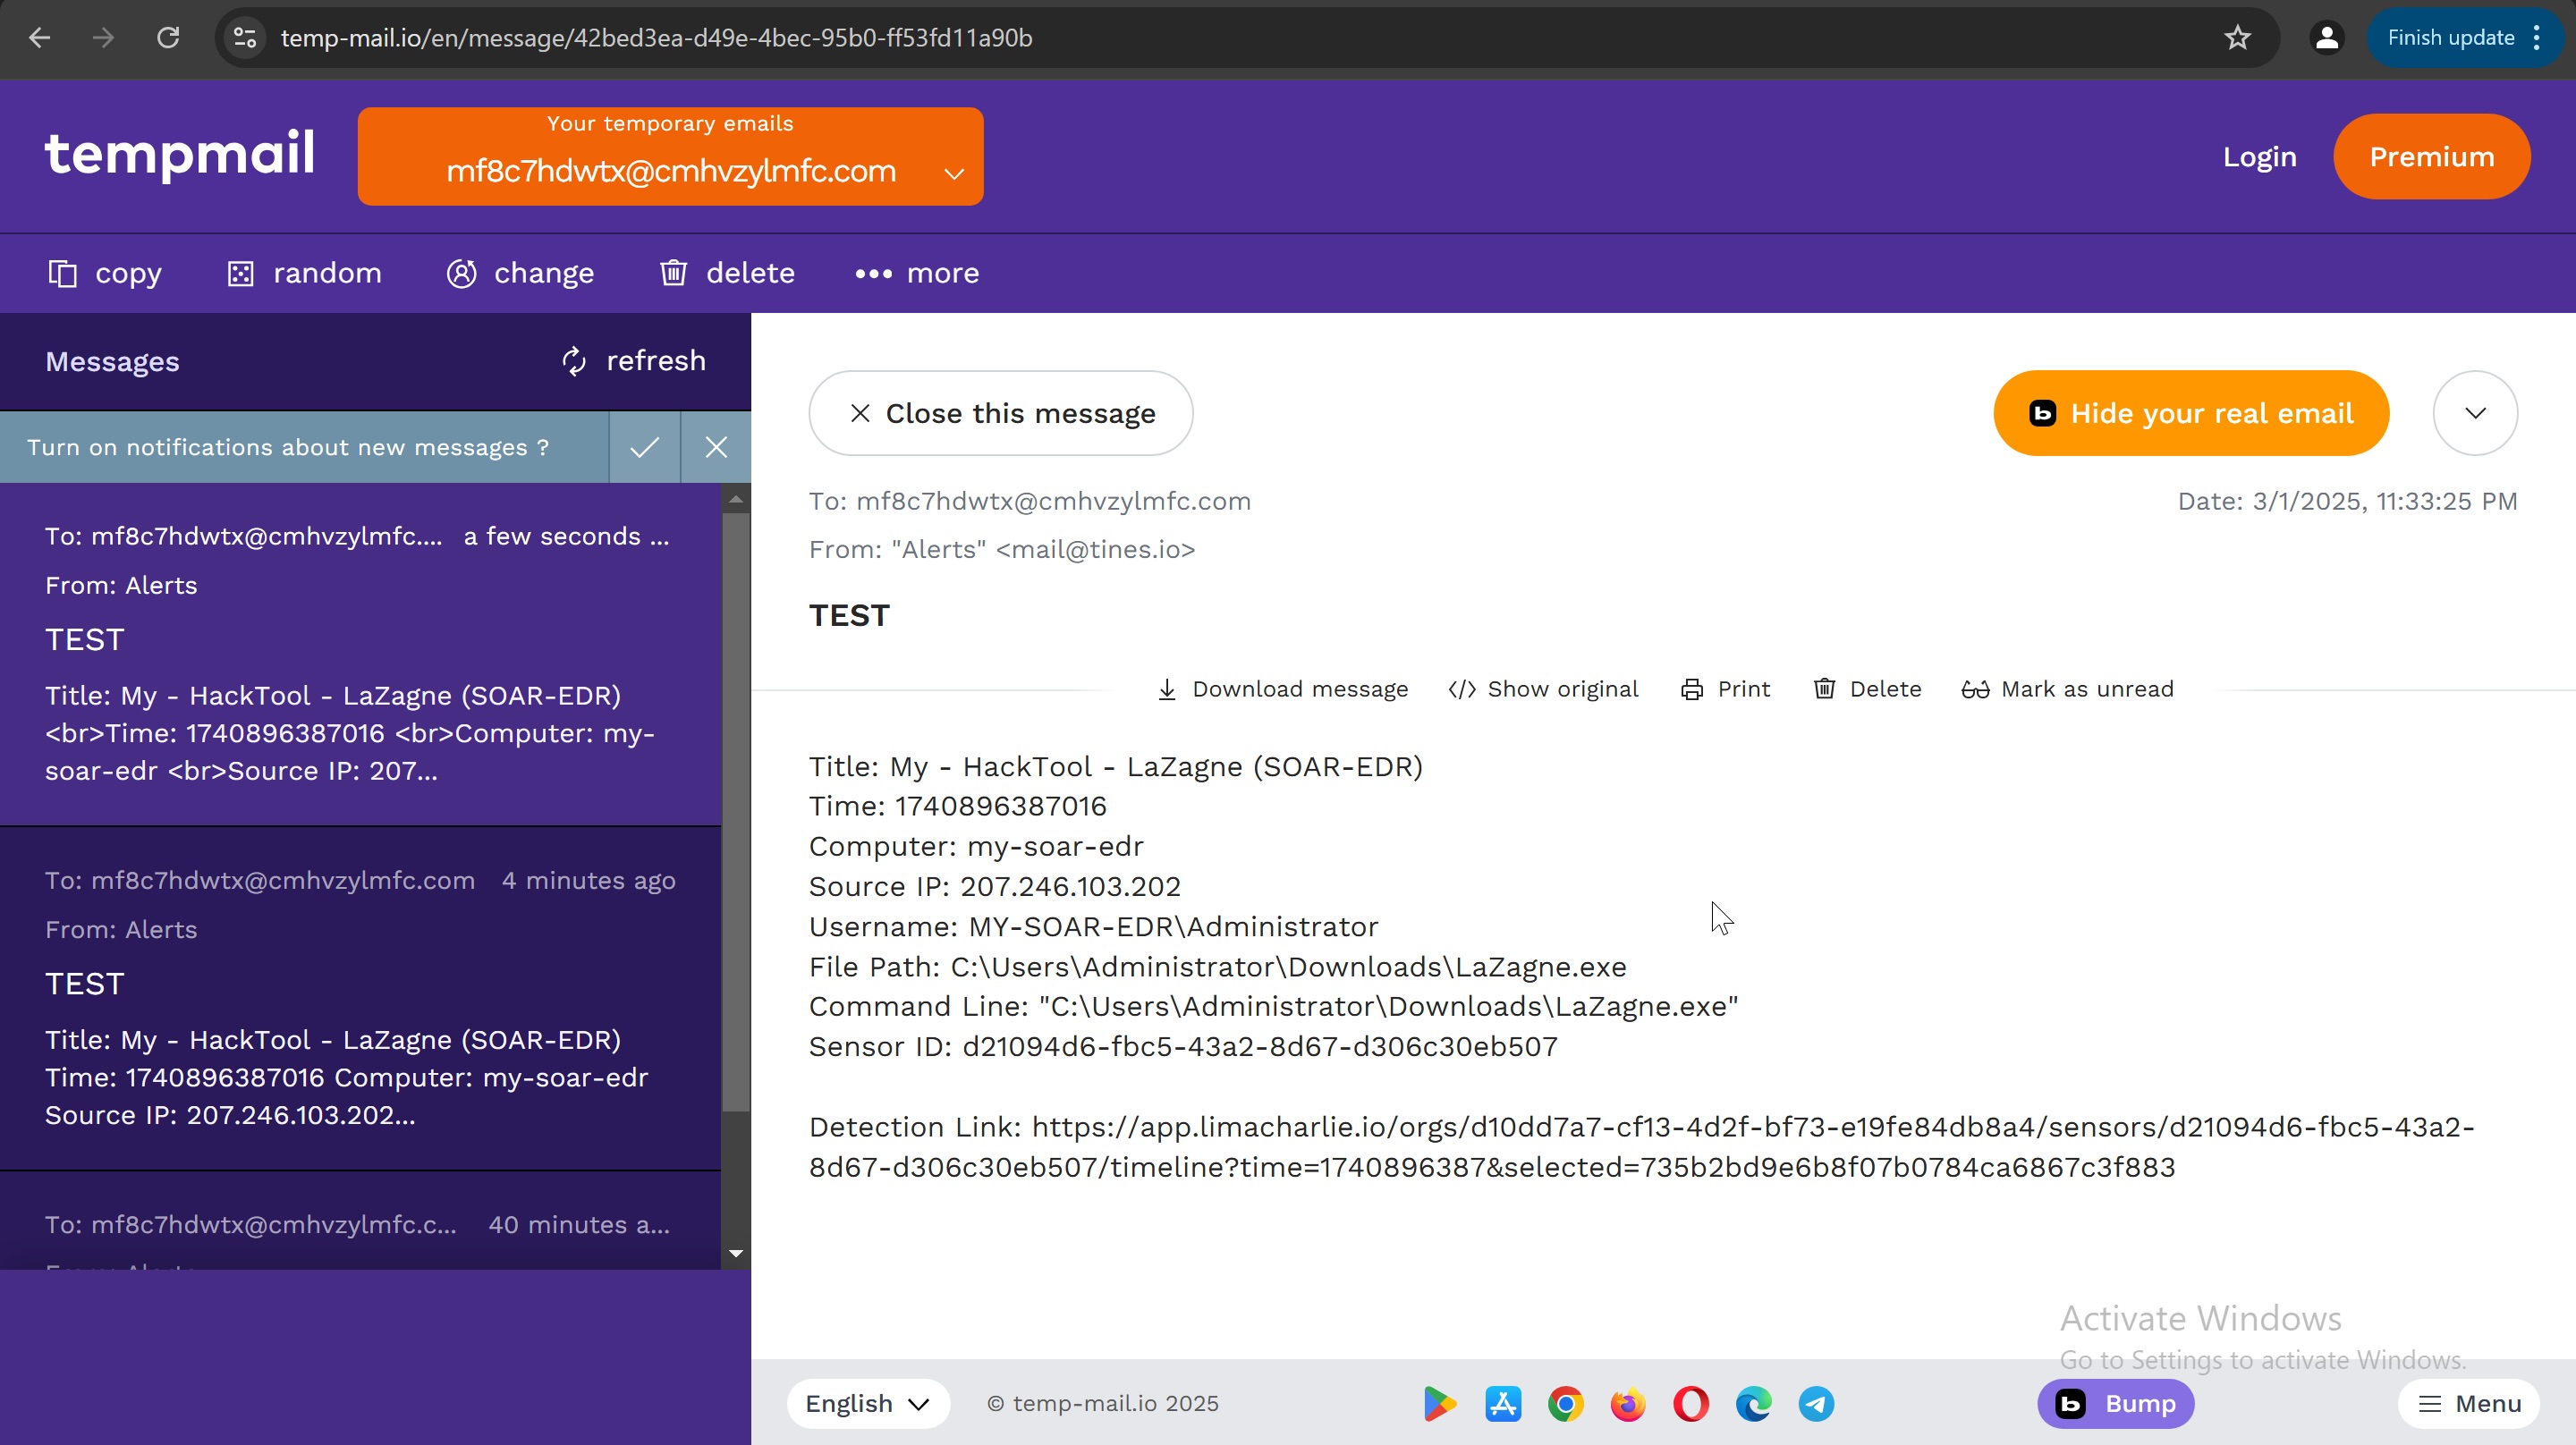 temp-mail.io/en/message/42bed3ea-d49e-4bec-95b0-ff53fd11a90b
Finish update
tempmail
Your temporary emails
mf8c7hdwtx@cmhvzylmfc.com
Login
Premium
copy
random
change
delete
more
Messages
refresh
Turn on notifications about new messages ?
To: mf8c7hdwtx@cmhvzylmfc.... a few seconds ...
From: Alerts
TEST
Title: My - HackTool - LaZagne (SOAR-EDR)
<br>Time: 1740896387016 <br>Computer: my-
soar-edr <br>Source IP: 207...
To: mf8c7hdwtx@cmhvzylmfc.com 4 minutes ago
From: Alerts
TEST
Title: My - HackTool - LaZagne (SOAR-EDR)
Time: 1740896387016 Computer: my-soar-edr
Source IP: 207.246.103.202...
To: mf8c7hdwtx@cmhvzylmfc.c... 40 minutes a...
Close this message
b Hide your real email
To: mf8c7hdwtx@cmhvzylmfc.com
Date: 3/1/2025, 11:33:25 PM
From: "Alerts" <mail@tines.io>
TEST
Download message
Show original
Print
Delete
Mark as unread
Title: My - HackTool - LaZagne (SOAR-EDR)
Time: 1740896387016
Computer: my-soar-edr
Source IP: 207.246.103.202
Username: MY-SOAR-EDR\Administrator
File Path: C:\Users\Administrator\Downloads\LaZagne.exe
Command Line: "C:\Users\Administrator\Downloads\LaZagne.exe"
Sensor ID: d21094d6-fbc5-43a2-8d67-d306c30eb507
Detection Link: https://app.limacharlie.io/orgs/d10dd7a7-cf13-4d2f-bf73-e19fe84db8a4/sensors/d21094d6-fbc5-43a2-
8d67-d306c30eb507/timeline?time=1740896387&selected=735b2bd9e6b8f07b0784ca6867c3f883
Activate Windows
Go to Settings to activate Windows.
English
© temp-mail.io 2025
b Bump
Menu